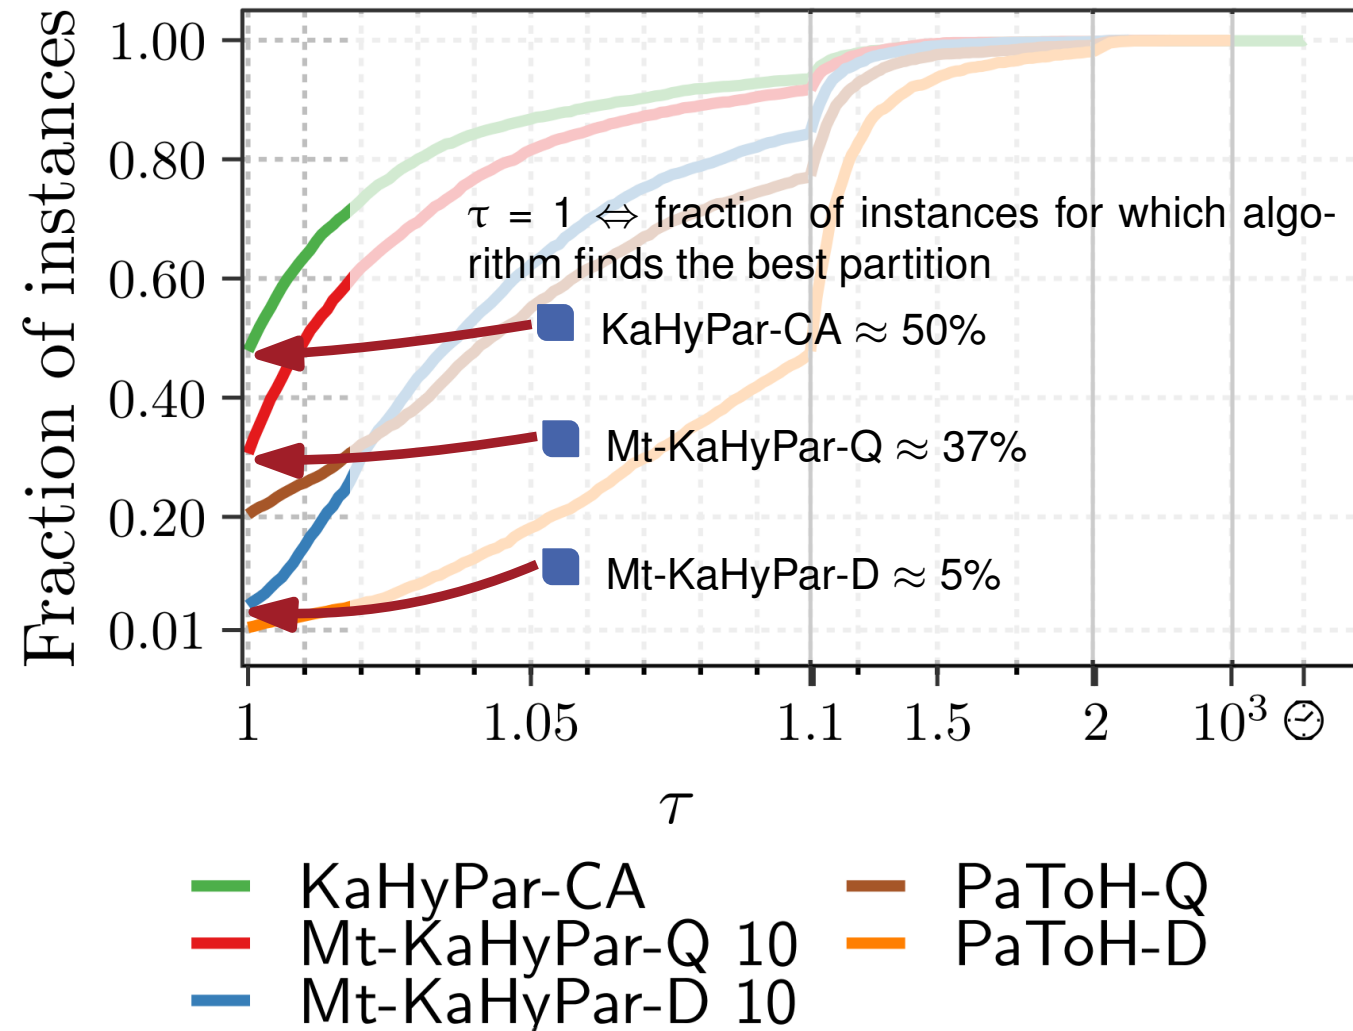 Fraction of instances
1.00
0.80
0.60
0.40
0.20
0.01
τ = 1 ⇔ fraction of instances for which algo-
rithm finds the best partition
KaHyPar-CA ≈ 50%
Mt-KaHyPar-Q ≈ 37%
Mt-KaHyPar-D ≈ 5%
1 1.05 1.1 1.5 2 10³
τ
KaHyPar-CA PaToH-Q
Mt-KaHyPar-Q 10 PaToH-D
Mt-KaHyPar-D 10